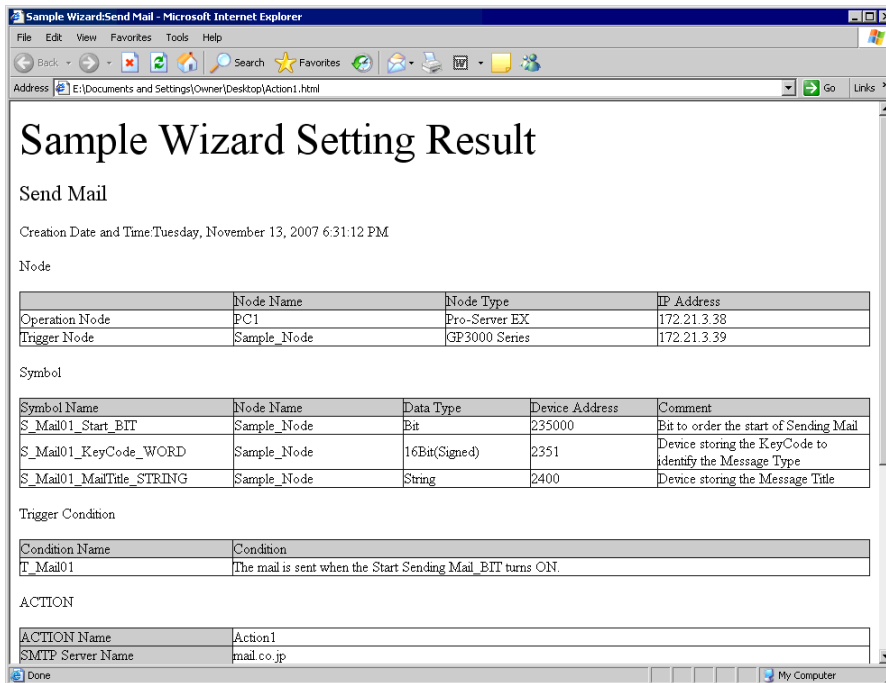 Sample Wizard:Send Mail - Microsoft Internet Explorer
File Edit View Favorites Tools Help
Back Search Favorites
Address E:\Documents and Settings\Owner\Desktop\Action1.html Go Links
Sample Wizard Setting Result
Send Mail
Creation Date and Time:Tuesday, November 13, 2007 6:31:12 PM
Node
Node Name Node Type IP Address
Operation Node PC1 Pro-Server EX 172.21.3.38
Trigger Node Sample_Node GP3000 Series 172.21.3.39
Symbol
Symbol Name Node Name Data Type Device Address Comment
S_Mail01_Start_BIT Sample_Node Bit 235000 Bit to order the start of Sending Mail
S_Mail01_KeyCode_WORD Sample_Node 16Bit(Signed) 2351 Device storing the KeyCode to
identify the Message Type
S_Mail01_MailTitle_STRING Sample_Node String 2400 Device storing the Message Title
Trigger Condition
Condition Name Condition
T_Mail01 The mail is sent when the Start Sending Mail_BIT turns ON.
ACTION
ACTION Name Action1
SMTP Server Name mail.co.jp
Done My Computer